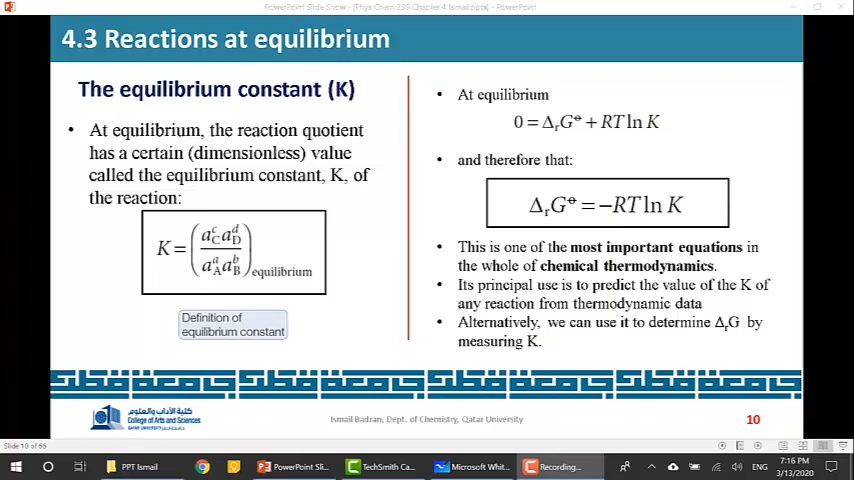 PowerPoint Slide Show - [Phys Chem 239-Chapter 4 Ismail.pptx] - PowerPoint
4.3 Reactions at equilibrium
The equilibrium constant (K)
• At equilibrium, the reaction quotient
has a certain (dimensionless) value
called the equilibrium constant, K, of
the reaction:
K = (a_C^c a_D^d / a_A^a a_B^b)_equilibrium
Definition of
equilibrium constant
• At equilibrium
0 = Δ_rG^⦵ + RT ln K
• and therefore that:
Δ_rG^⦵ = −RT ln K
• This is one of the most important equations in
the whole of chemical thermodynamics.
• Its principal use is to predict the value of the K of
any reaction from thermodynamic data
• Alternatively, we can use it to determine Δ_rG by
measuring K.
كلية الآداب والعلوم
College of Arts and Sciences
QATAR UNIVERSITY
Ismail Badran, Dept. of Chemistry, Qatar University
10
Slide 10 of 66
PPT Ismail
PowerPoint Sli...
TechSmith Ca...
Microsoft Whit...
Recording...
ENG
7:16 PM
3/13/2020